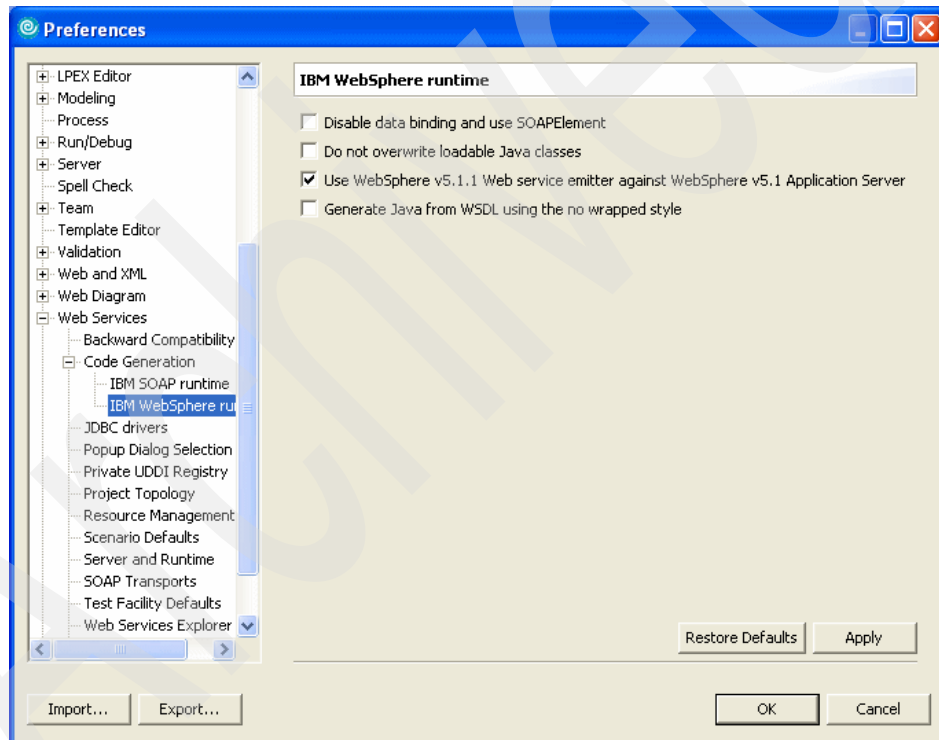 Preferences
LPEX Editor
Modeling
Process
Run/Debug
Server
Spell Check
Team
Template Editor
Validation
Web and XML
Web Diagram
Web Services
Backward Compatibility
Code Generation
IBM SOAP runtime
IBM WebSphere ru
JDBC drivers
Popup Dialog Selection
Private UDDI Registry
Project Topology
Resource Management
Scenario Defaults
Server and Runtime
SOAP Transports
Test Facility Defaults
Web Services Explorer
IBM WebSphere runtime
Disable data binding and use SOAPElement
Do not overwrite loadable Java classes
Use WebSphere v5.1.1 Web service emitter against WebSphere v5.1 Application Server
Generate Java from WSDL using the no wrapped style
Restore Defaults Apply
Import... Export... OK Cancel